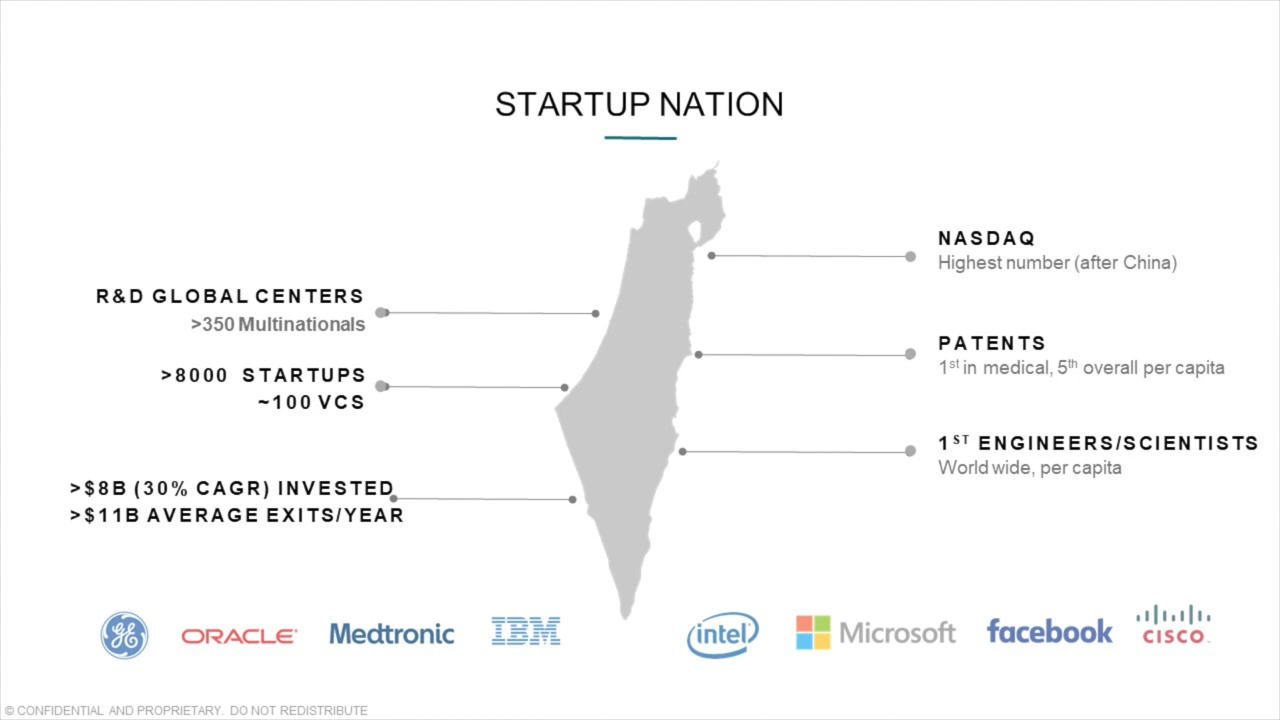 STARTUP NATION
R&D GLOBAL CENTERS
>350 Multinationals
>8000 STARTUPS
~100 VCS
>$8B (30% CAGR) INVESTED
>$11B AVERAGE EXITS/YEAR
NASDAQ
Highest number (after China)
PATENTS
1st in medical, 5th overall per capita
1ST ENGINEERS/SCIENTISTS
World wide, per capita
GE ORACLE Medtronic IBM intel Microsoft facebook CISCO
© CONFIDENTIAL AND PROPRIETARY. DO NOT REDISTRIBUTE